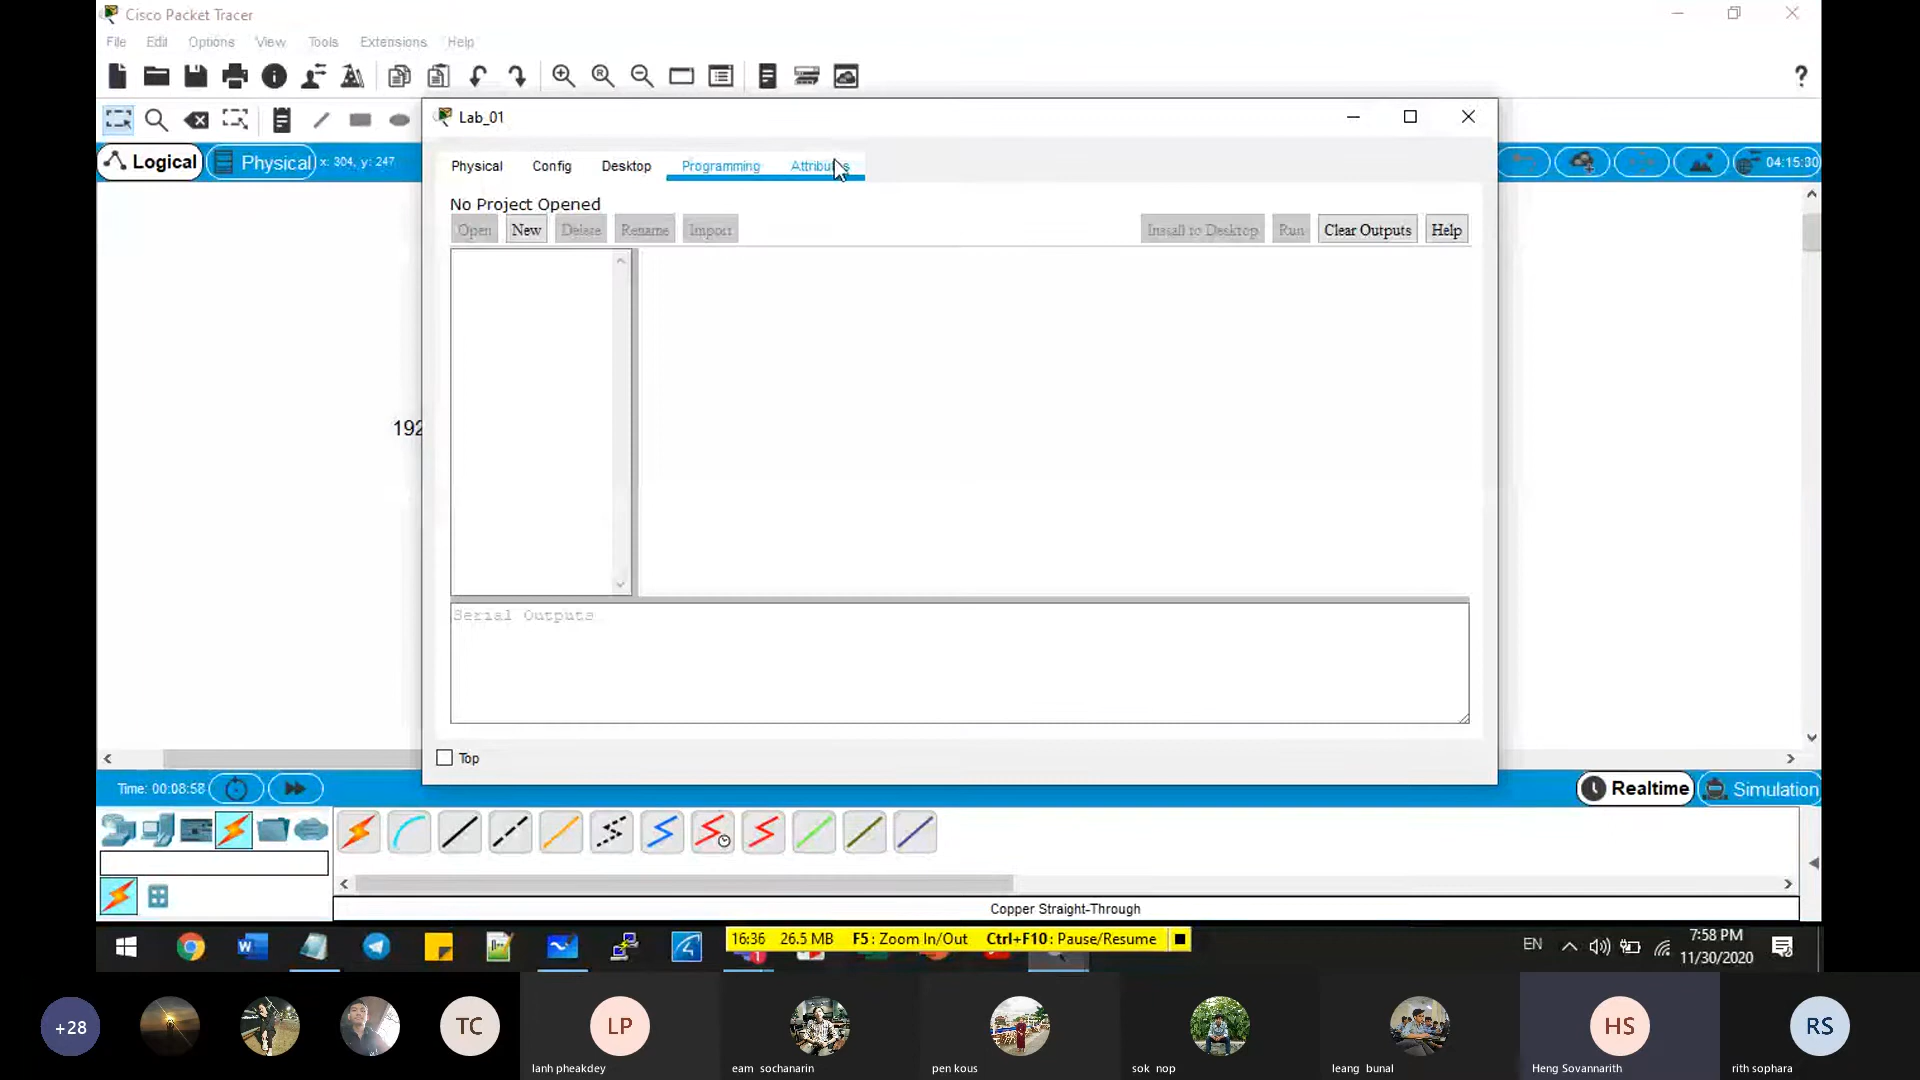 Cisco Packet Tracer
File Edit Options View Tools Extensions Help
?
Lab_01
Logical Physical x: 304, y: 247
04:15:30
Physical Config Desktop Programming Attributes
No Project Opened
Open New Delete Rename Import Install to Desktop Run Clear Outputs Help
192
Serial Outputs
Top
Time: 00:08:58
Realtime Simulation
Copper Straight-Through
16:36 26.5 MB F5: Zoom In/Out Ctrl+F10: Pause/Resume
EN
7:58 PM
11/30/2020
+28 TC LP HS RS
lanh pheakdey eam sochanarin pen kous sok nop leang bunal Heng Sovannarith rith sophara